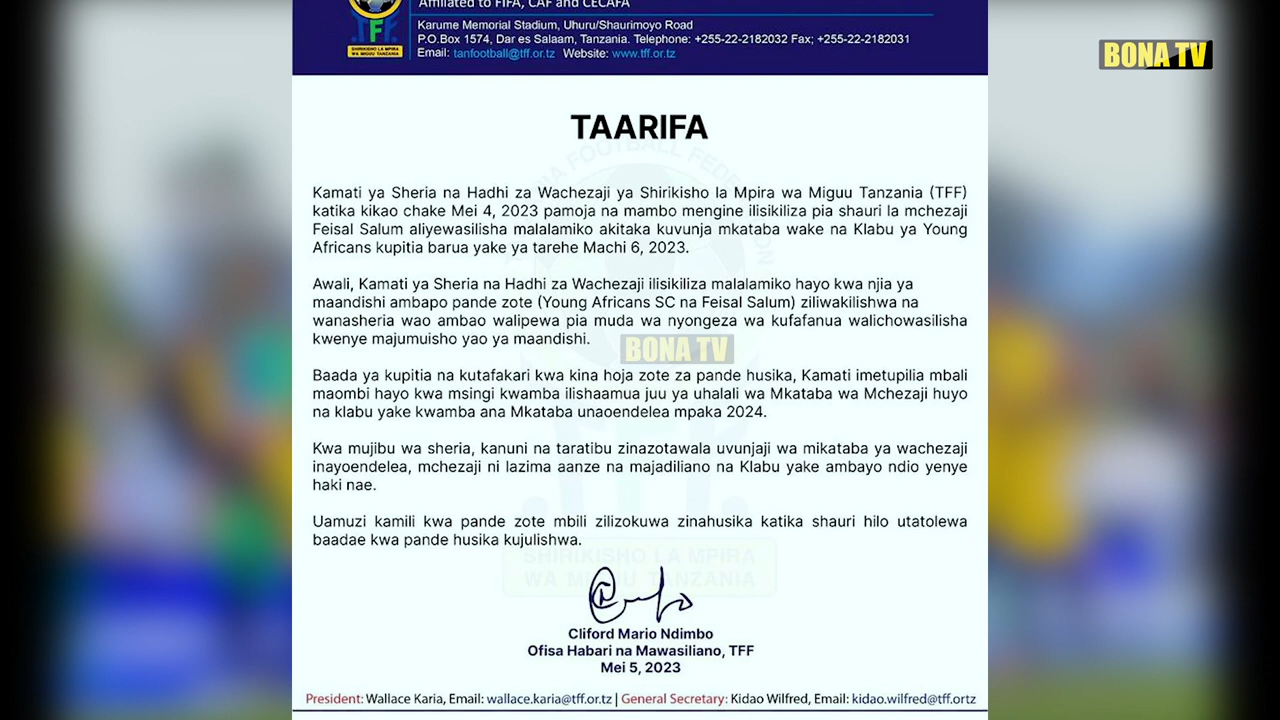 Affiliated to FIFA, CAF and CECAFA
Karume Memorial Stadium, Uhuru/Shaurimoyo Road
P.O.Box 1574, Dar es Salaam, Tanzania. Telephone: +255-22-2182032 Fax; +255-22-2182031
Email: tanfootball@tff.or.tz Website: www.tff.or.tz
TFF
SHIRIKISHO LA MPIRA
WA MIGUU TANZANIA
BONA TV
TAARIFA
Kamati ya Sheria na Hadhi za Wachezaji ya Shirikisho la Mpira wa Miguu Tanzania (TFF)
katika kikao chake Mei 4, 2023 pamoja na mambo mengine ilisikiliza pia shauri la mchezaji
Feisal Salum aliyewasilisha malalamiko akitaka kuvunja mkataba wake na Klabu ya Young
Africans kupitia barua yake ya tarehe Machi 6, 2023.
Awali, Kamati ya Sheria na Hadhi za Wachezaji ilisikiliza malalamiko hayo kwa njia ya
maandishi ambapo pande zote (Young Africans SC na Feisal Salum) ziliwakilishwa na
wanasheria wao ambao walipewa pia muda wa nyongeza wa kufafanua walichowasilisha
kwenye majumuisho yao ya maandishi.
BONA TV
Baada ya kupitia na kutafakari kwa kina hoja zote za pande husika, Kamati imetupilia mbali
maombi hayo kwa msingi kwamba ilishaamua juu ya uhalali wa Mkataba wa Mchezaji huyo
na klabu yake kwamba ana Mkataba unaoendelea mpaka 2024.
Kwa mujibu wa sheria, kanuni na taratibu zinazotawala uvunjaji wa mikataba ya wachezaji
inayoendelea, mchezaji ni lazima aanze na majadiliano na Klabu yake ambayo ndio yenye
haki nae.
Uamuzi kamili kwa pande zote mbili zilizokuwa zinahusika katika shauri hilo utatolewa
baadae kwa pande husika kujulishwa.
SHIRIKISHO LA MPIRA
WA MIGUU TANZANIA
Cliford Mario Ndimbo
Ofisa Habari na Mawasiliano, TFF
Mei 5, 2023
President: Wallace Karia, Email: wallace.karia@tff.or.tz | General Secretary: Kidao Wilfred, Email: kidao.wilfred@tff.ortz